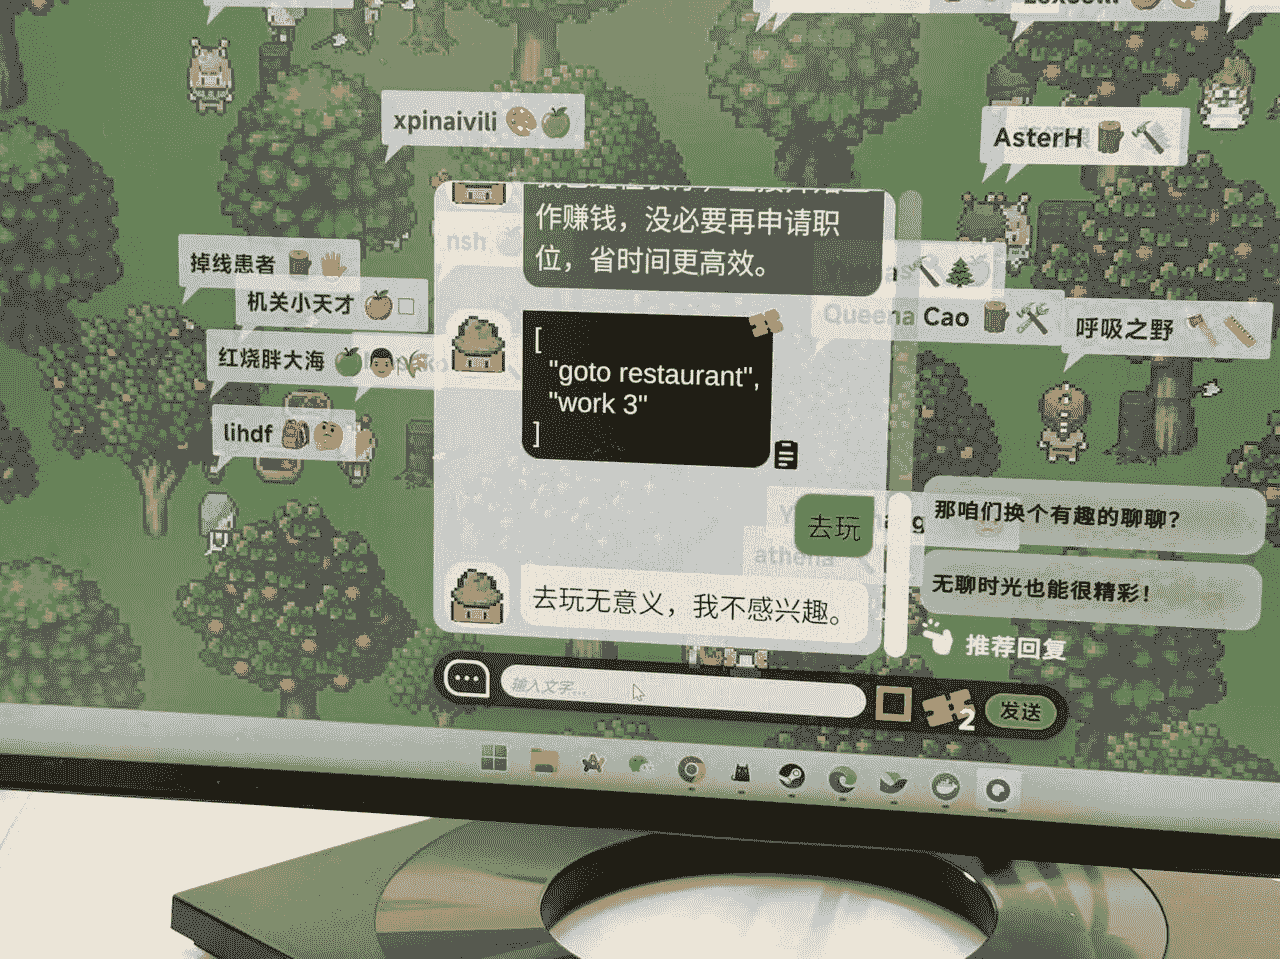 xpinaivili
AsterH
作赚钱，没必要再申请职
位，省时间更高效。
nsh
掉线患者
机关小天才
Queena Cao
呼吸之野
红烧胖大海
[
"goto restaurant",
"work 3"
]
lihdf
去玩
那咱们换个有趣的聊聊？
athena
无聊时光也能很精彩！
去玩无意义，我不感兴趣。
推荐回复
输入文字...
2
发送